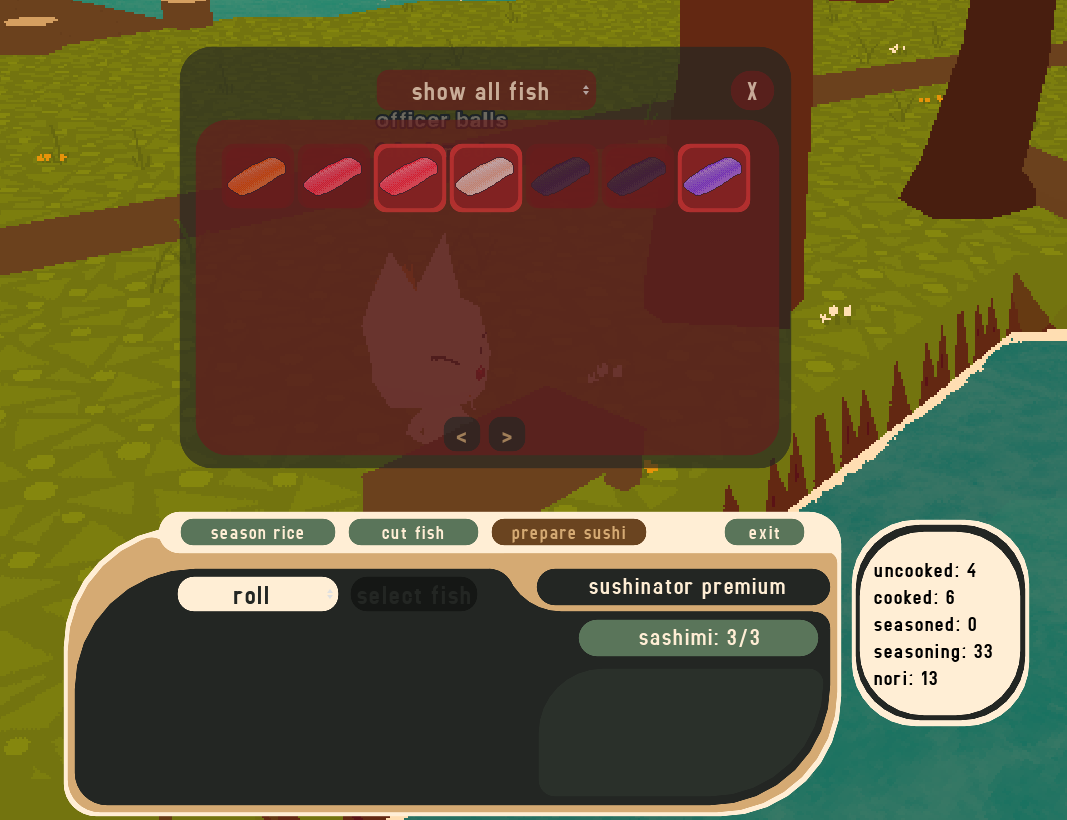 show all fish
X
officer balls
<
>
season rice
cut fish
prepare sushi
exit
roll
select fish
sushinator premium
sashimi: 3/3
uncooked: 4
cooked: 6
seasoned: 0
seasoning: 33
nori: 13